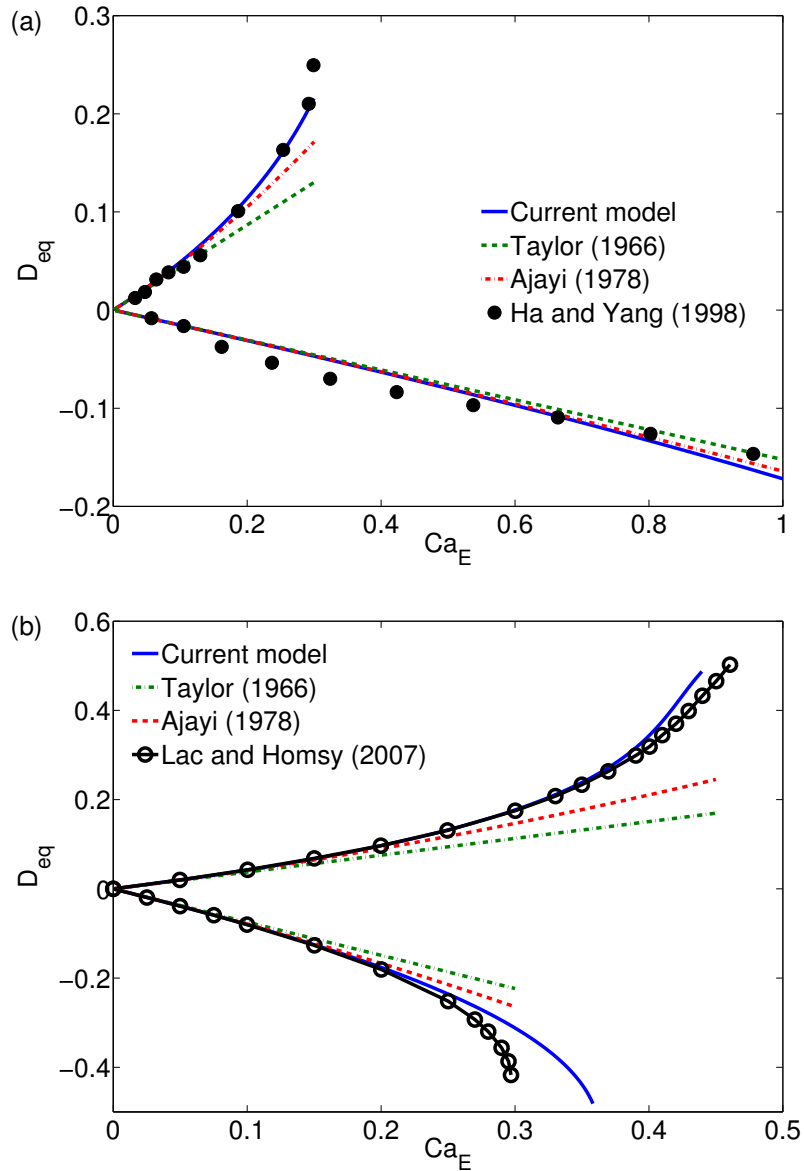 (a)
0.3
0.2
0.1
0
−0.1
−0.2
D_eq
Current model
Taylor (1966)
Ajayi (1978)
Ha and Yang (1998)
0 0.2 0.4 0.6 0.8 1
Ca_E
(b)
0.6
0.4
0.2
0
−0.2
−0.4
D_eq
Current model
Taylor (1966)
Ajayi (1978)
Lac and Homsy (2007)
0 0.1 0.2 0.3 0.4 0.5
Ca_E